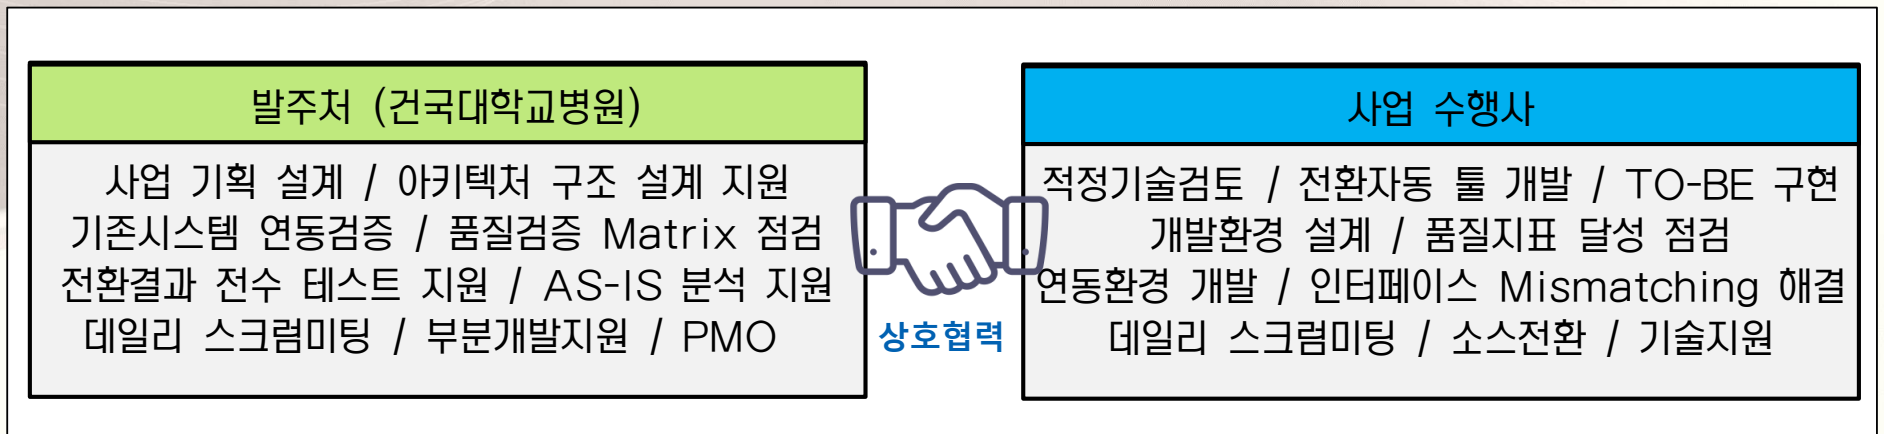 발주처 (건국대학교병원)
사업 기획 설계 / 아키텍처 구조 설계 지원
기존시스템 연동검증 / 품질검증 Matrix 점검
전환결과 전수 테스트 지원 / AS-IS 분석 지원
데일리 스크럼미팅 / 부분개발지원 / PMO
상호협력
사업 수행사
적정기술검토 / 전환자동 툴 개발 / TO-BE 구현
개발환경 설계 / 품질지표 달성 점검
연동환경 개발 / 인터페이스 Mismatching 해결
데일리 스크럼미팅 / 소스전환 / 기술지원